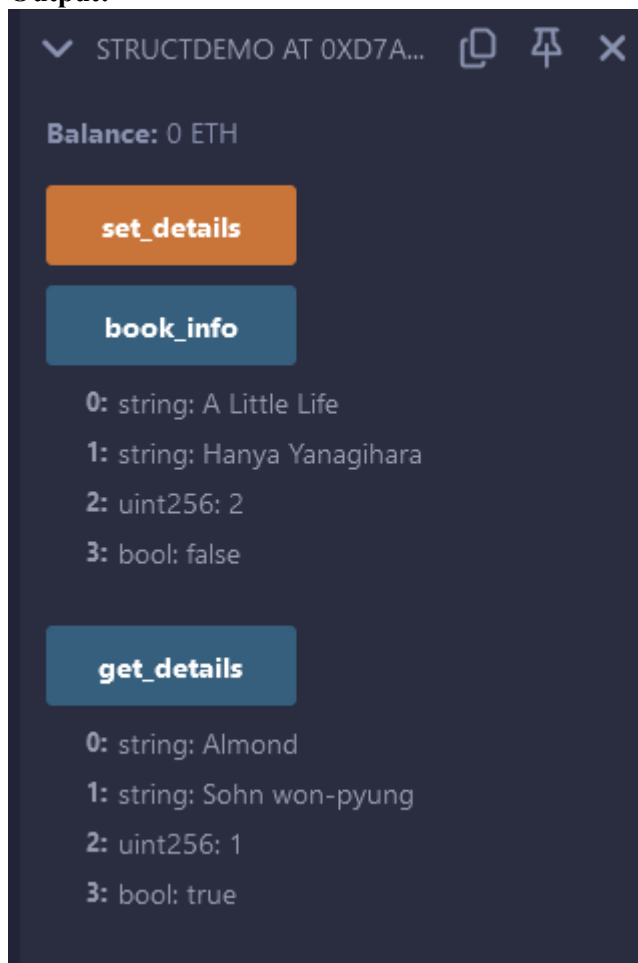 Output:
STRUCTDEMO AT 0XD7A...
Balance: 0 ETH
set_details
book_info
0: string: A Little Life
1: string: Hanya Yanagihara
2: uint256: 2
3: bool: false
get_details
0: string: Almond
1: string: Sohn won-pyung
2: uint256: 1
3: bool: true